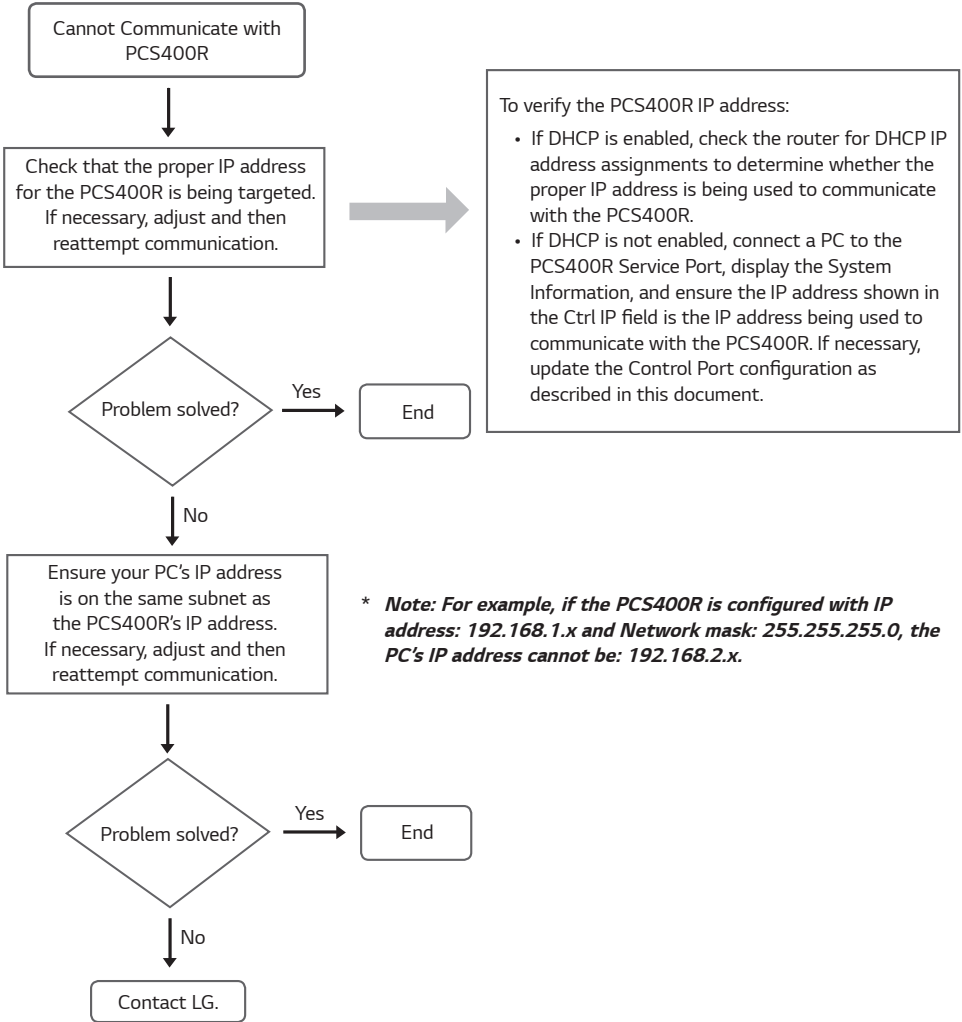 Cannot Communicate with
PCS400R
Check that the proper IP address
for the PCS400R is being targeted.
If necessary, adjust and then
reattempt communication.
To verify the PCS400R IP address:
• If DHCP is enabled, check the router for DHCP IP
address assignments to determine whether the
proper IP address is being used to communicate
with the PCS400R.
• If DHCP is not enabled, connect a PC to the
PCS400R Service Port, display the System
Information, and ensure the IP address shown in
the Ctrl IP field is the IP address being used to
communicate with the PCS400R. If necessary,
update the Control Port configuration as
described in this document.
Problem solved?
Yes
End
No
Ensure your PC's IP address
is on the same subnet as
the PCS400R's IP address.
If necessary, adjust and then
reattempt communication.
* Note: For example, if the PCS400R is configured with IP
address: 192.168.1.x and Network mask: 255.255.255.0, the
PC's IP address cannot be: 192.168.2.x.
Problem solved?
Yes
End
No
Contact LG.